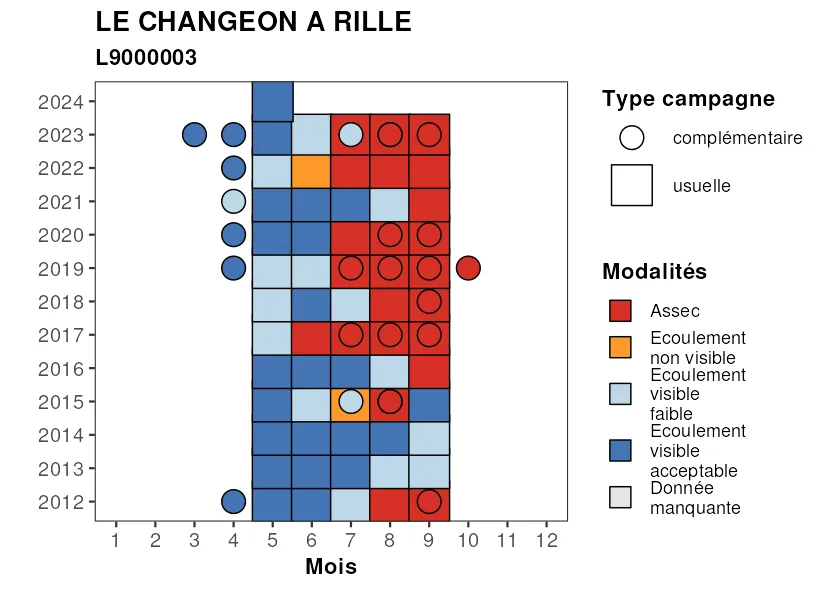 LE CHANGEON A RILLE
L9000003
2024
2023
2022
2021
2020
2019
2018
2017
2016
2015
2014
2013
2012
1 2 3 4 5 6 7 8 9 10 11 12
Mois
Type campagne
complémentaire
usuelle
Modalités
Assec
Ecoulement
non visible
Ecoulement
visible
faible
Ecoulement
visible
acceptable
Donnée
manquante